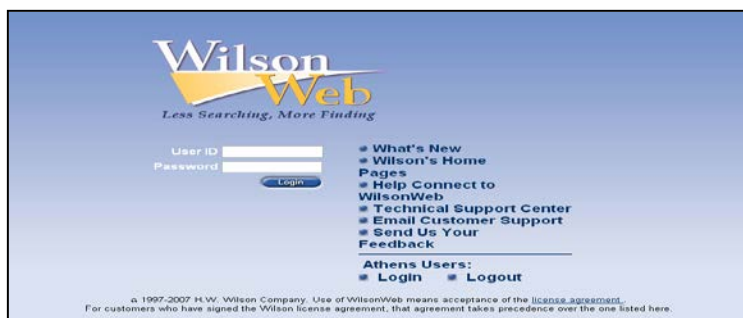 Wilson
Web
Less Searching, More Finding
User ID
Password
Login
What's New
Wilson's Home
Pages
Help Connect to
WilsonWeb
Technical Support Center
Email Customer Support
Send Us Your
Feedback
Athens Users:
Login Logout
1997-2007 H.W. Wilson Company. Use of WilsonWeb means acceptance of the license agreement.
For customers who have signed the Wilson license agreement, that agreement takes precedence over the one listed here.